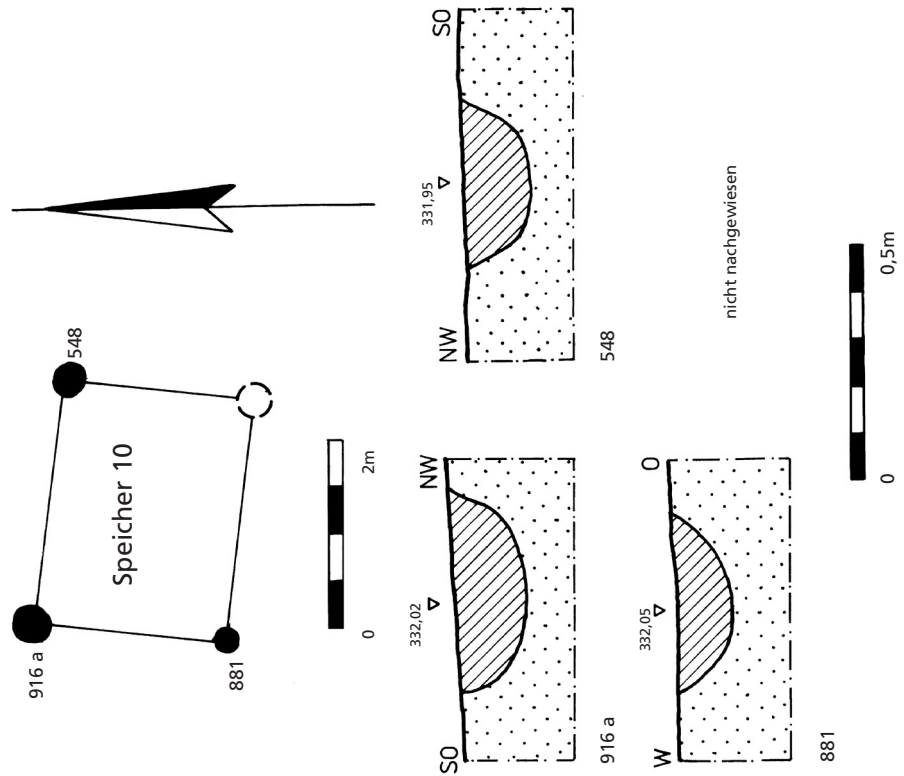 916 a
548
Speicher 10
881
0
2m
SO
NW
332,02
916 a
NW
SO
331,95
548
W
O
332,05
881
nicht nachgewiesen
0
0,5m